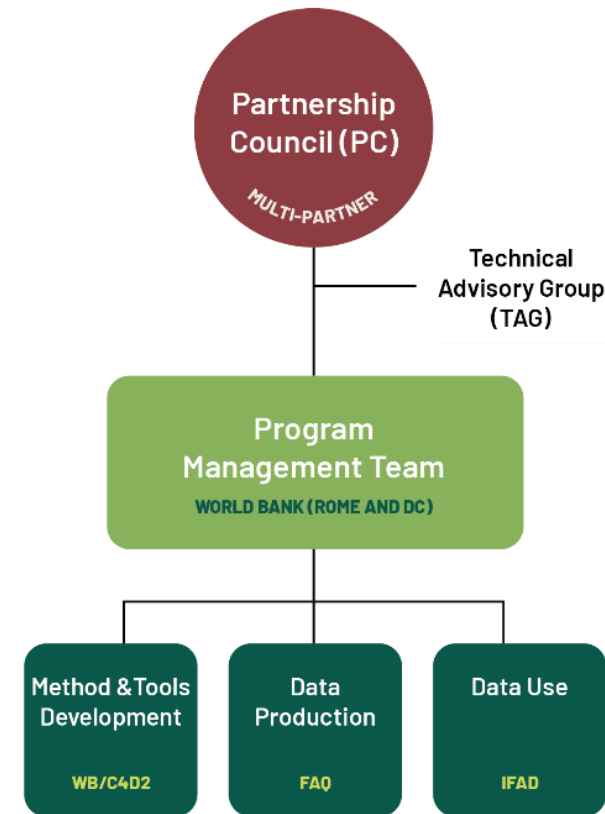 Partnership
Council (PC)
MULTI-PARTNER
Technical
Advisory Group
(TAG)
Program
Management Team
WORLD BANK (ROME AND DC)
Method & Tools
Development
WB/C4D2
Data
Production
FAQ
Data Use
IFAD